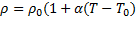 ρ = ρ₀(1 + α(T − T₀)